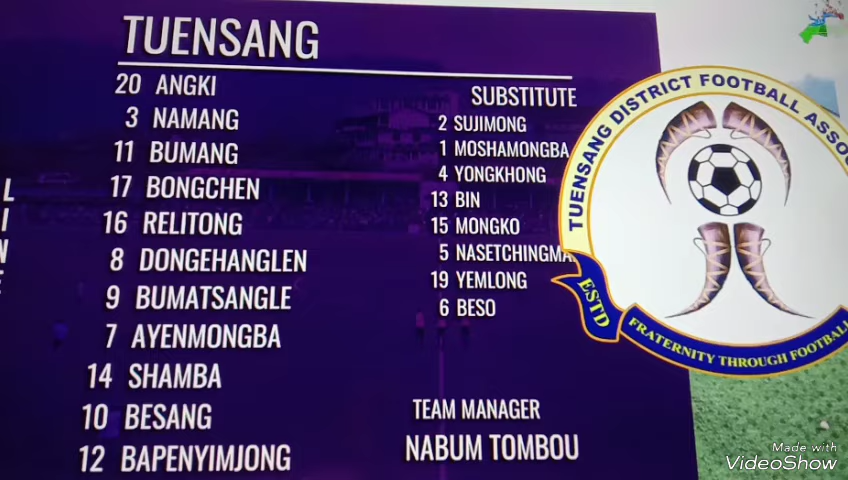 TUENSANG
20 ANGKI
3 NAMANG
11 BUMANG
17 BONGCHEN
16 RELITONG
8 DONGEHANGLEN
9 BUMATSANGLE
7 AYENMONGBA
14 SHAMBA
10 BESANG
12 BAPENYIMJONG
SUBSTITUTE
2 SUJIMONG
1 MOSHAMONGBA
4 YONGKHONG
13 BIN
15 MONGKO
5 NASETCHINGMA
19 YEMLONG
6 BESO
TEAM MANAGER
NABUM TOMBOU
TUENSANG DISTRICT FOOTBALL ASSOC
ESTD
FRATERNITY THROUGH FOOTBALL
L
I
N
E
Made with
VideoShow